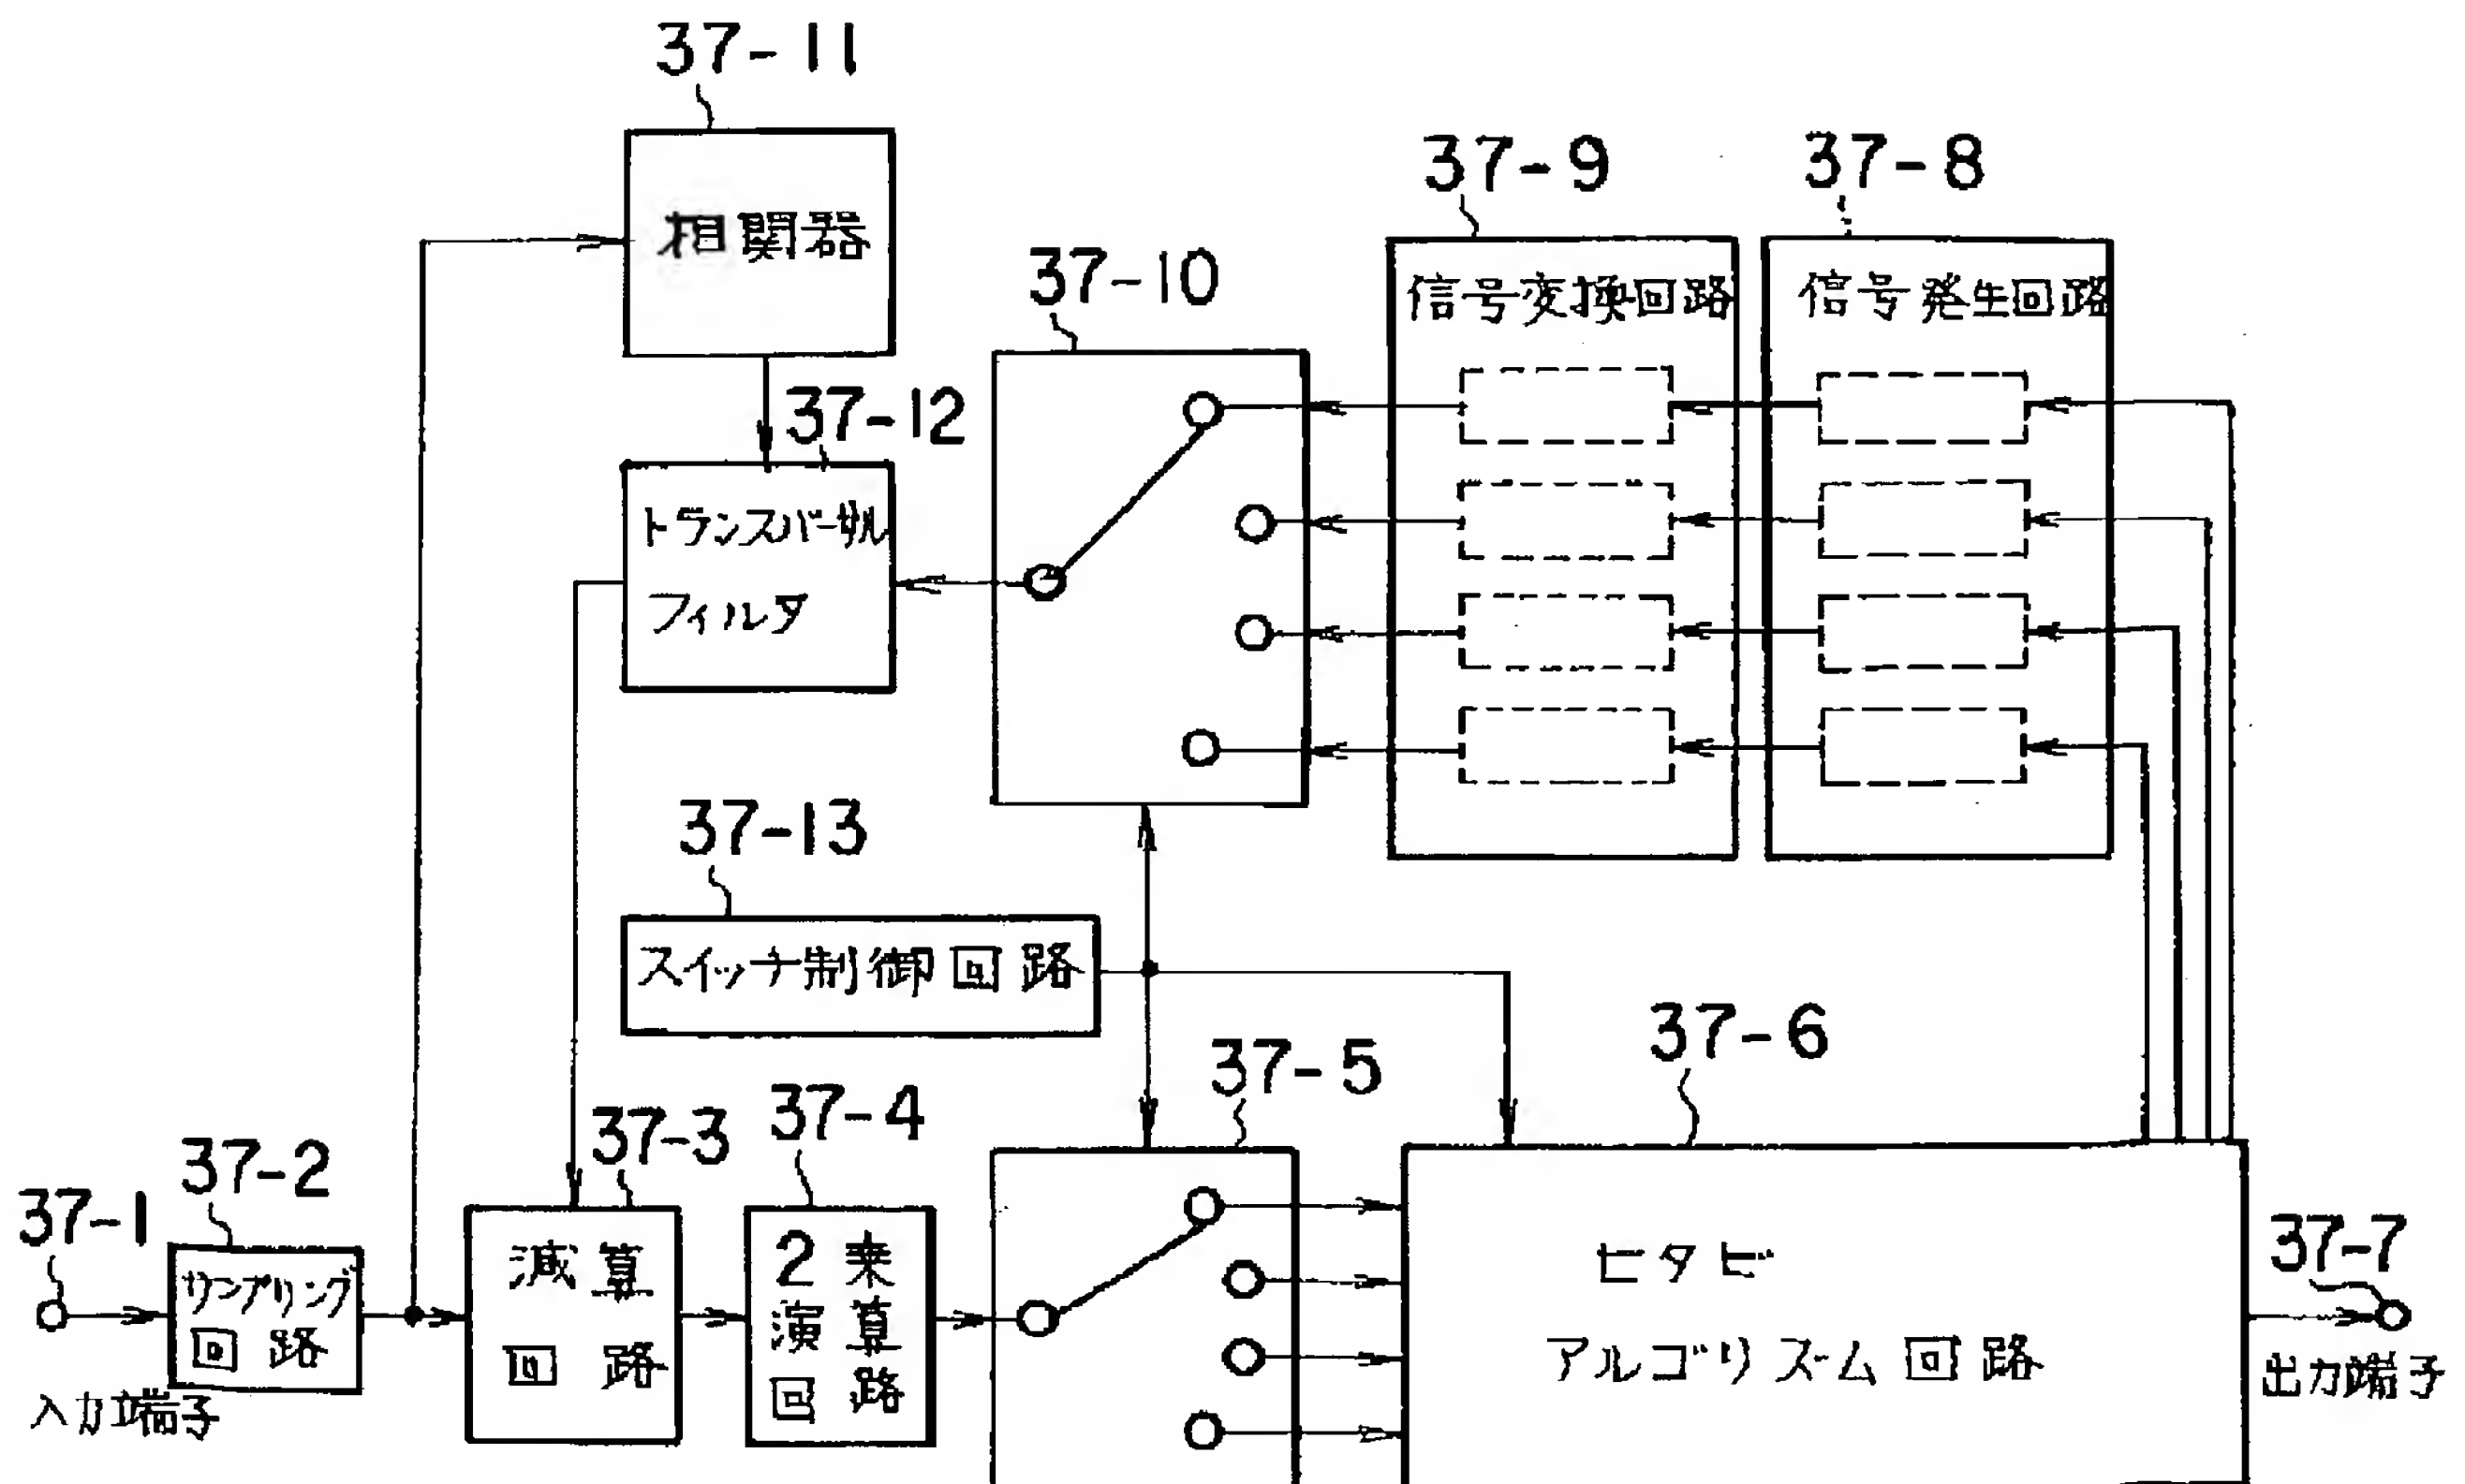 37-11
相関器
37-9
37-8
37-10
信号変換回路
信号発生回路
37-12
トランスバーサル
フィルタ
37-13
スイッチ制御回路
37-6
37-5
37-4
37-3
37-2
37-1
サンプリング
回路
入力端子
減算
回路
2乗
演算
回路
ヒタビ
アルゴリズム回路
37-7
出力端子